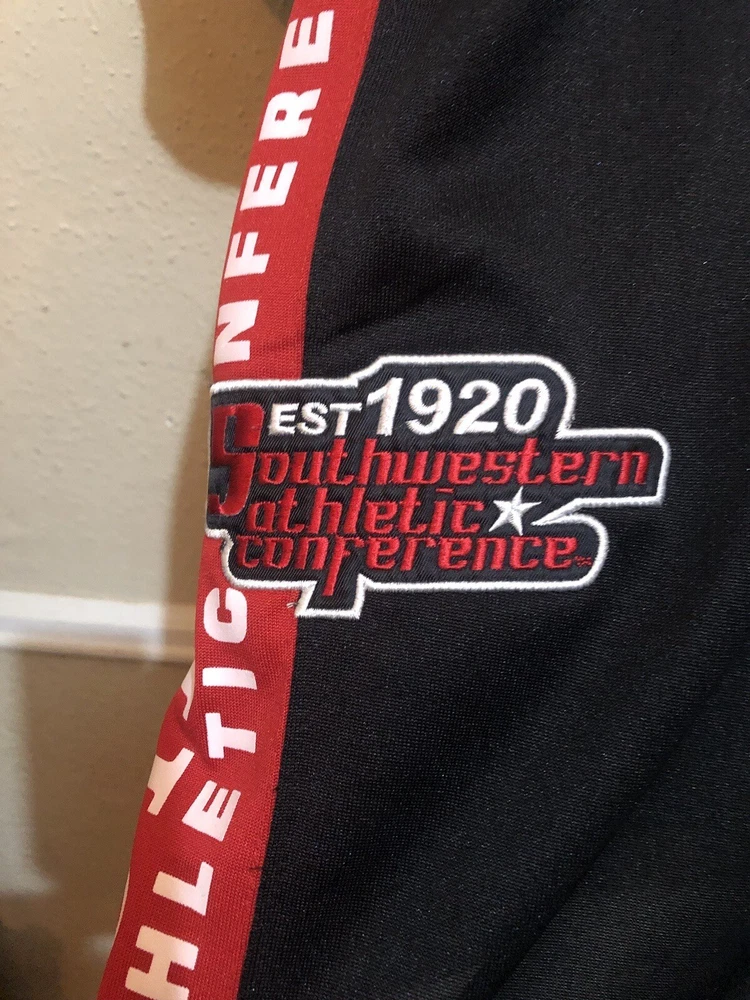 EST 1920
Southwestern
athletic
conference
HLETIC
NFERE